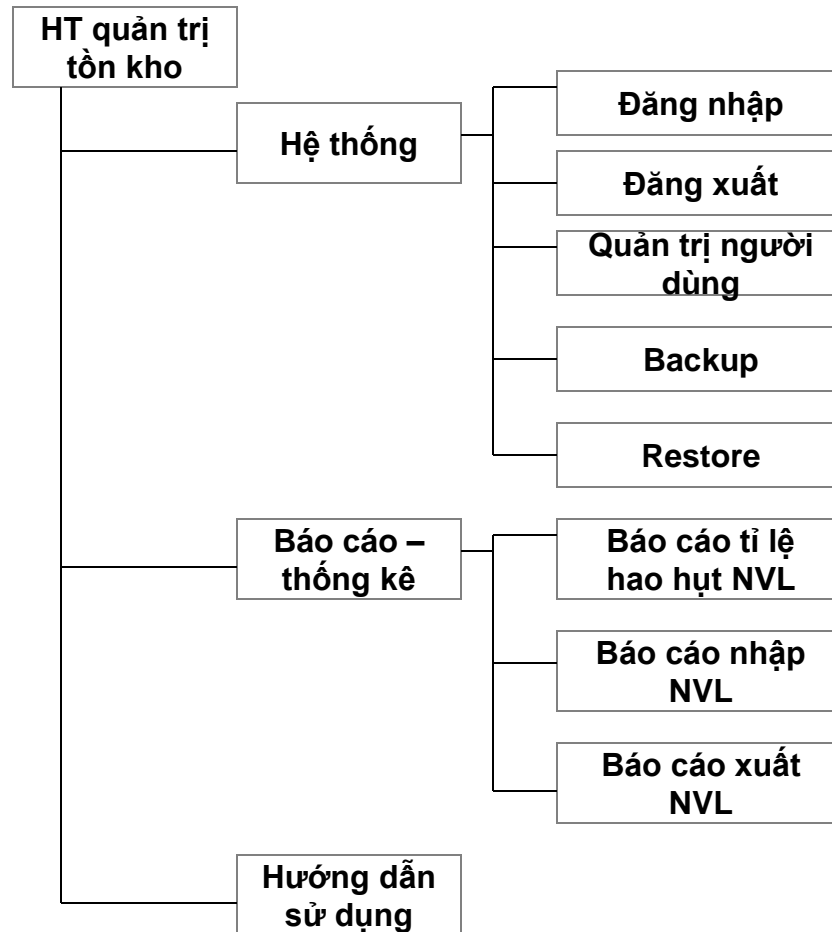 HT quản trị
tồn kho
Hệ thống
Đăng nhập
Đăng xuất
Quản trị người
dùng
Backup
Restore
Báo cáo –
thống kê
Báo cáo tỉ lệ
hao hụt NVL
Báo cáo nhập
NVL
Báo cáo xuất
NVL
Hướng dẫn
sử dụng